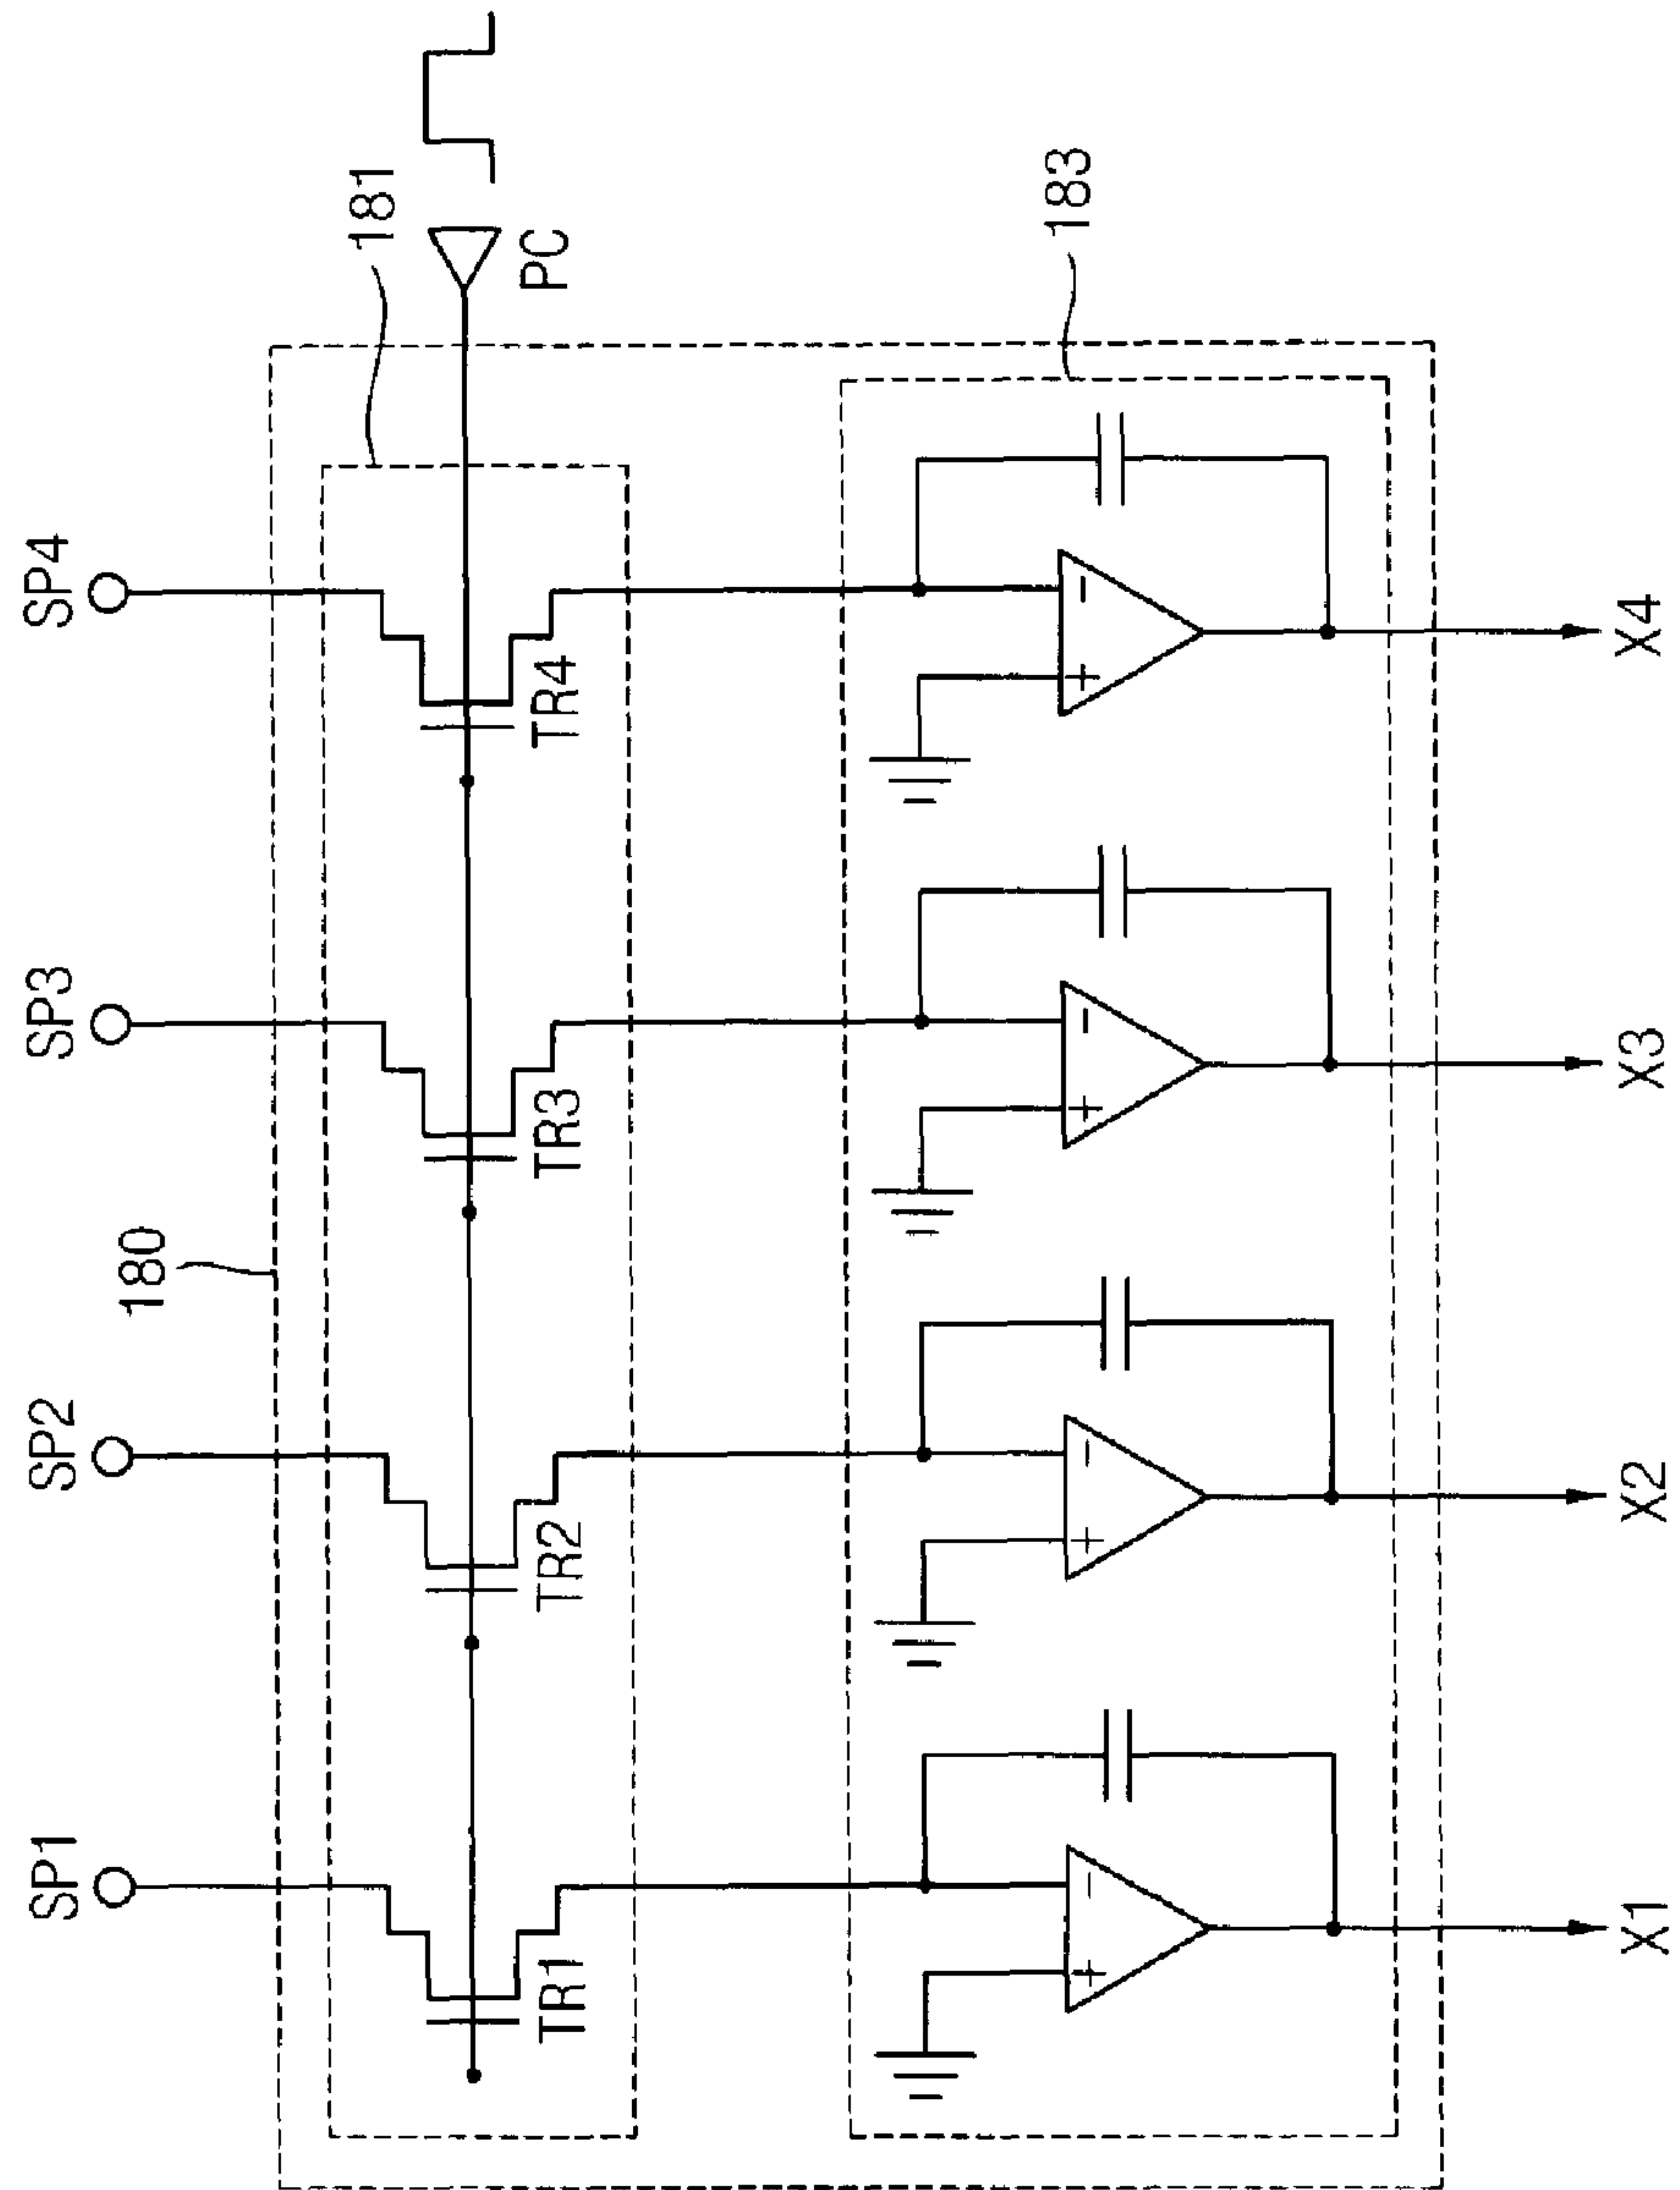 SP1
SP2
SP3
SP4
180
181
PC
TR1
TR2
TR3
TR4
183
+
-
+
-
+
-
+
-
X1
X2
X3
X4